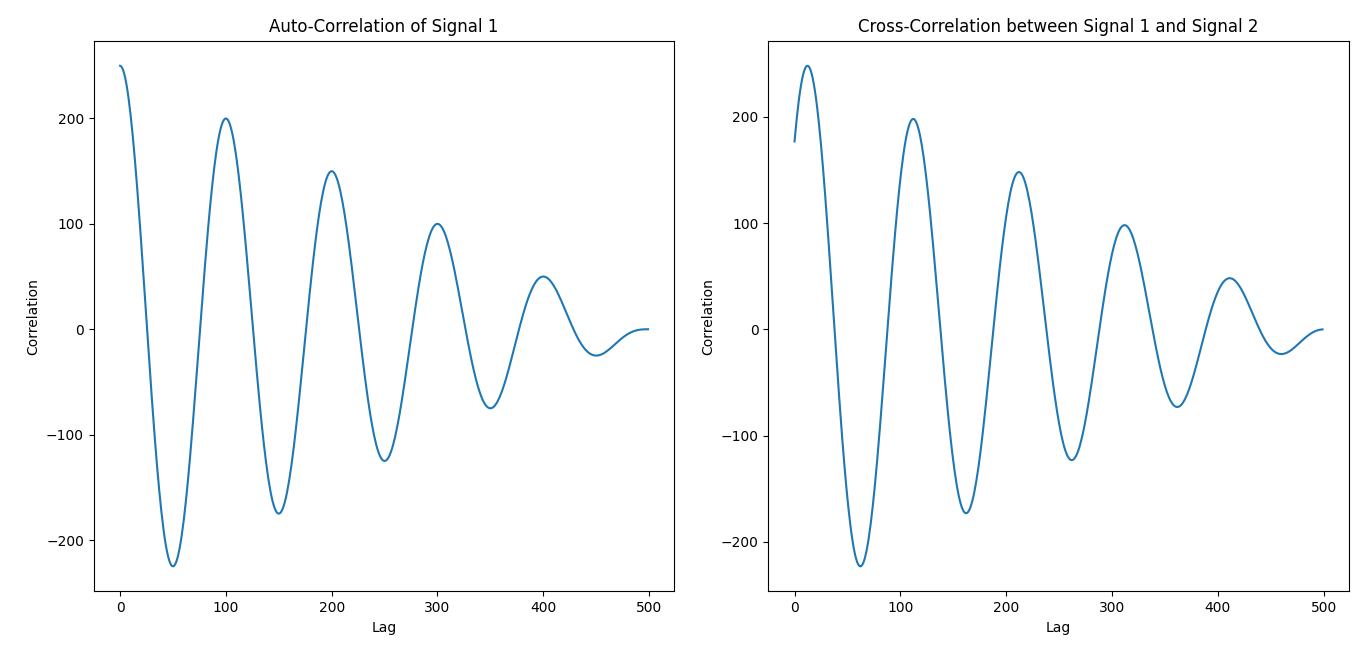 Auto-Correlation of Signal 1
Correlation
200
100
0
−100
−200
0 100 200 300 400 500
Lag
Cross-Correlation between Signal 1 and Signal 2
Correlation
200
100
0
−100
−200
0 100 200 300 400 500
Lag